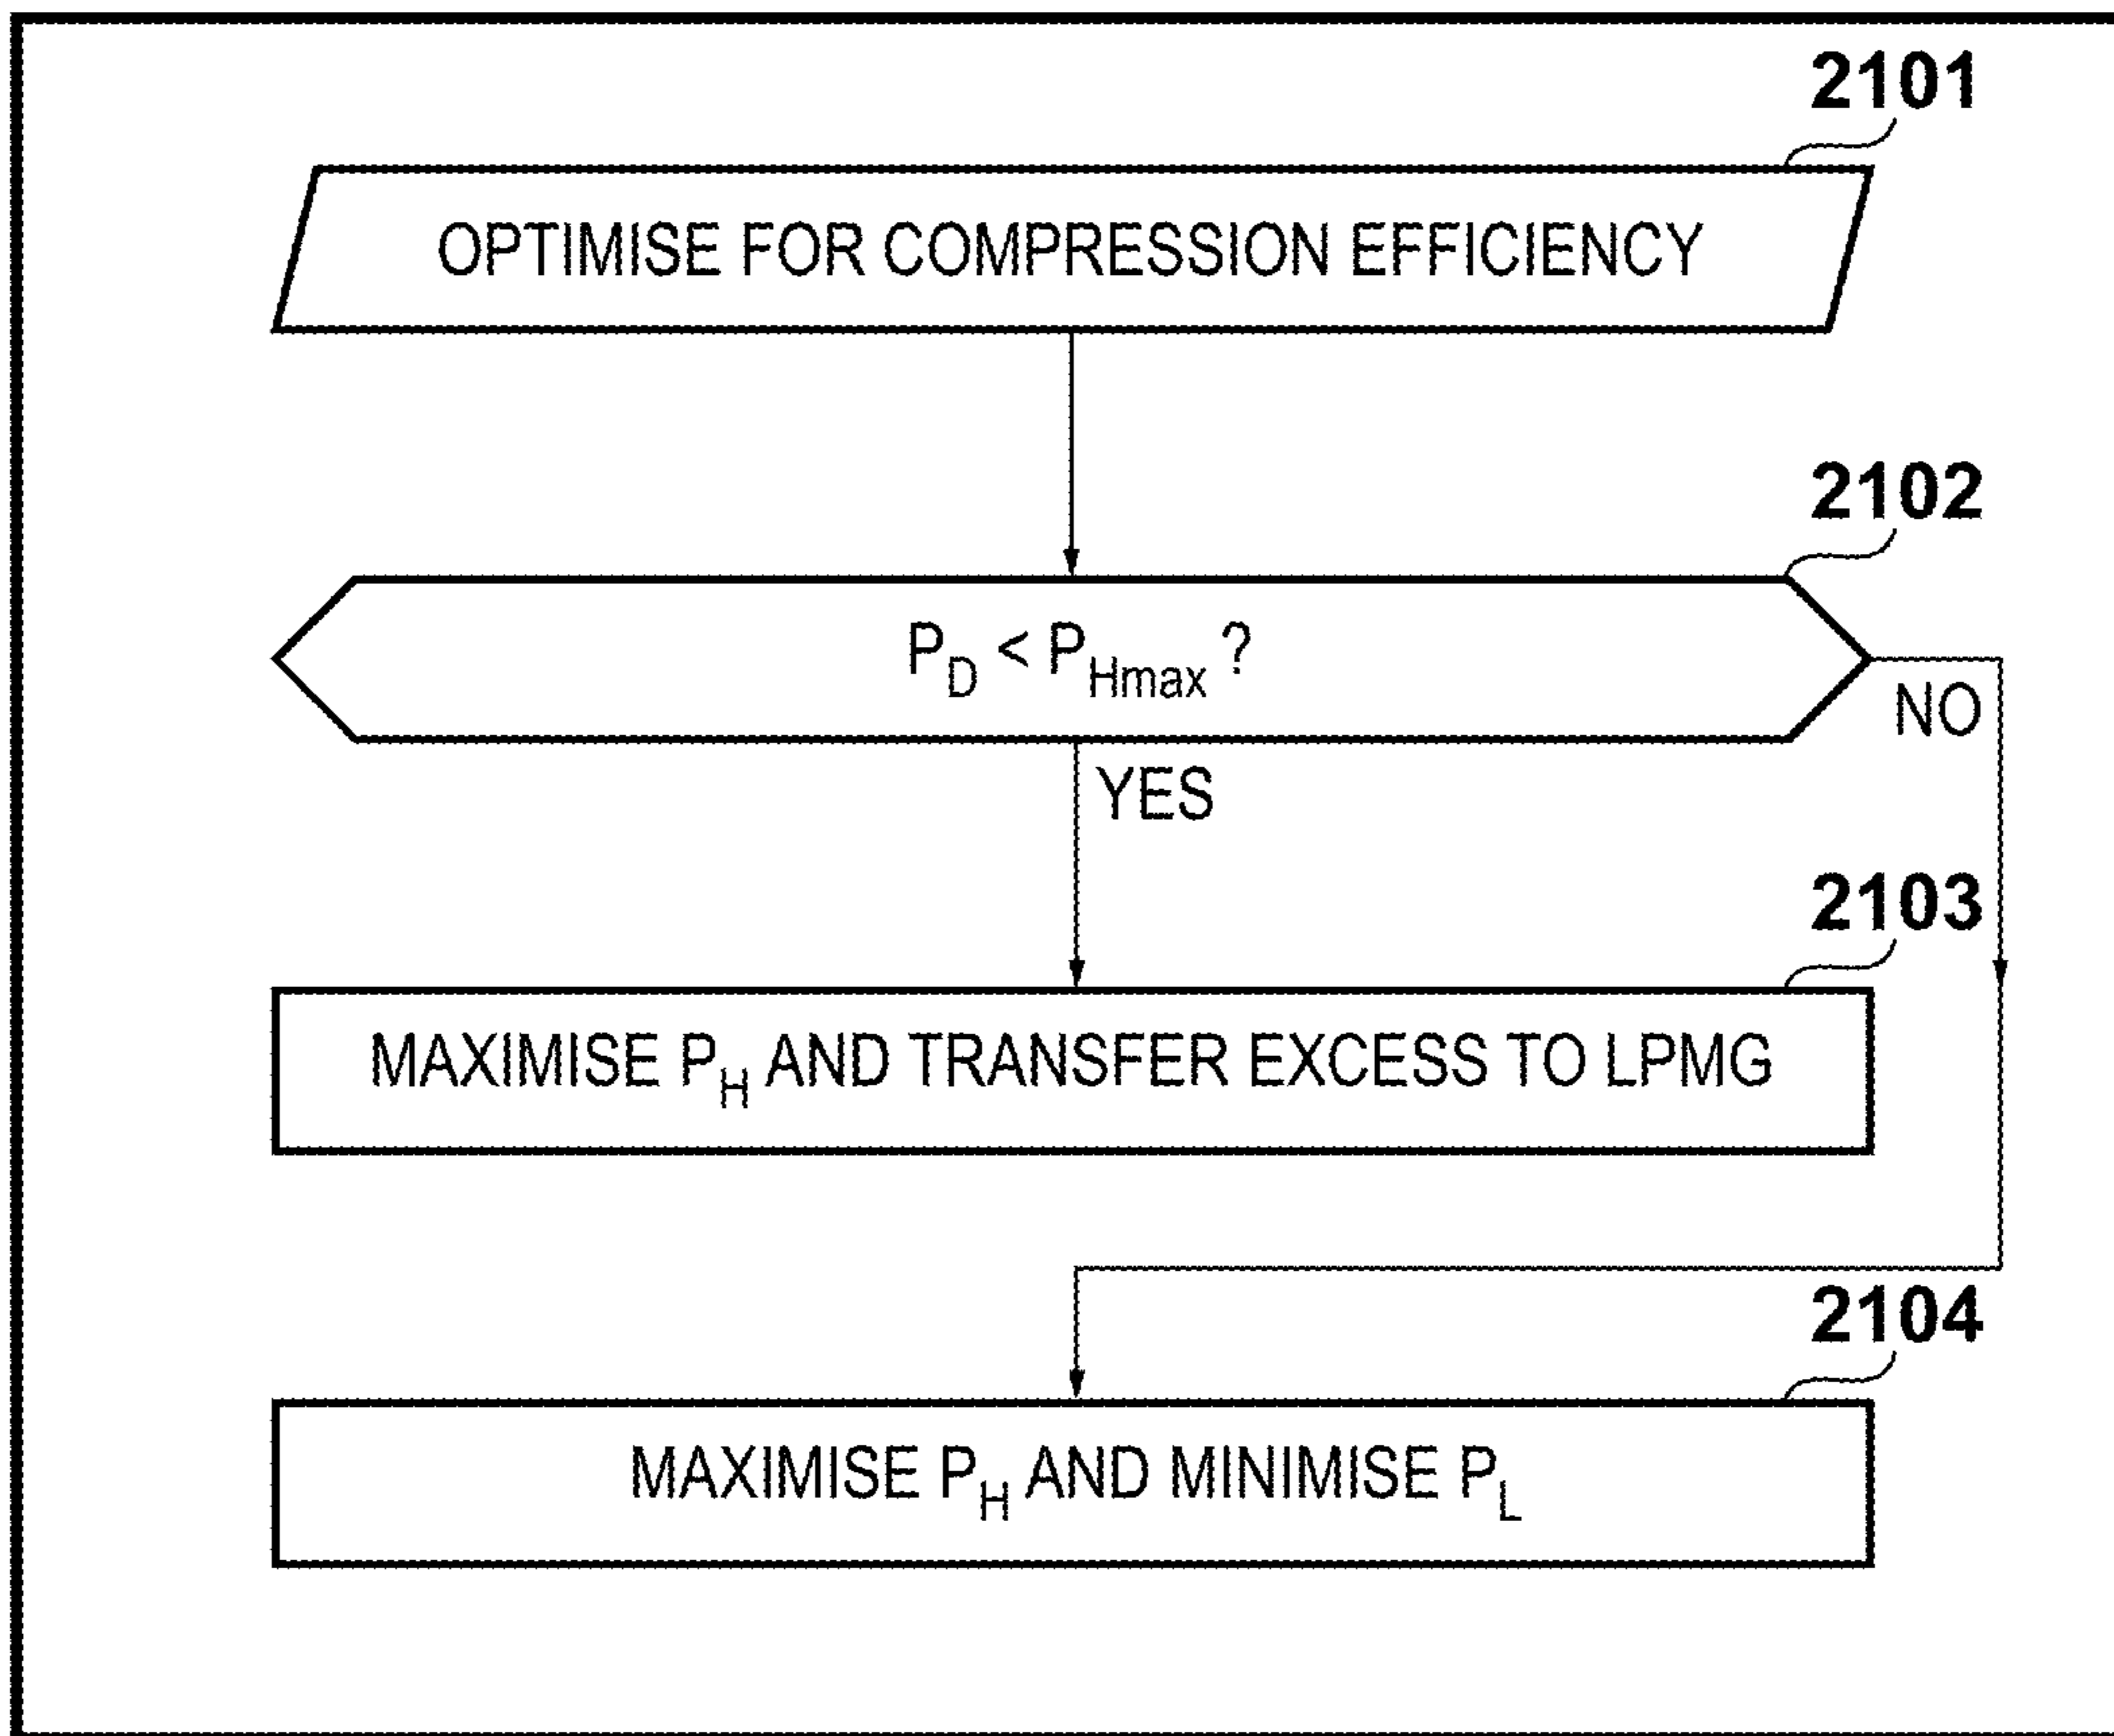 2101
OPTIMISE FOR COMPRESSION EFFICIENCY
2102
P_D < P_Hmax ?
NO
YES
2103
MAXIMISE P_H AND TRANSFER EXCESS TO LPMG
2104
MAXIMISE P_H AND MINIMISE P_L